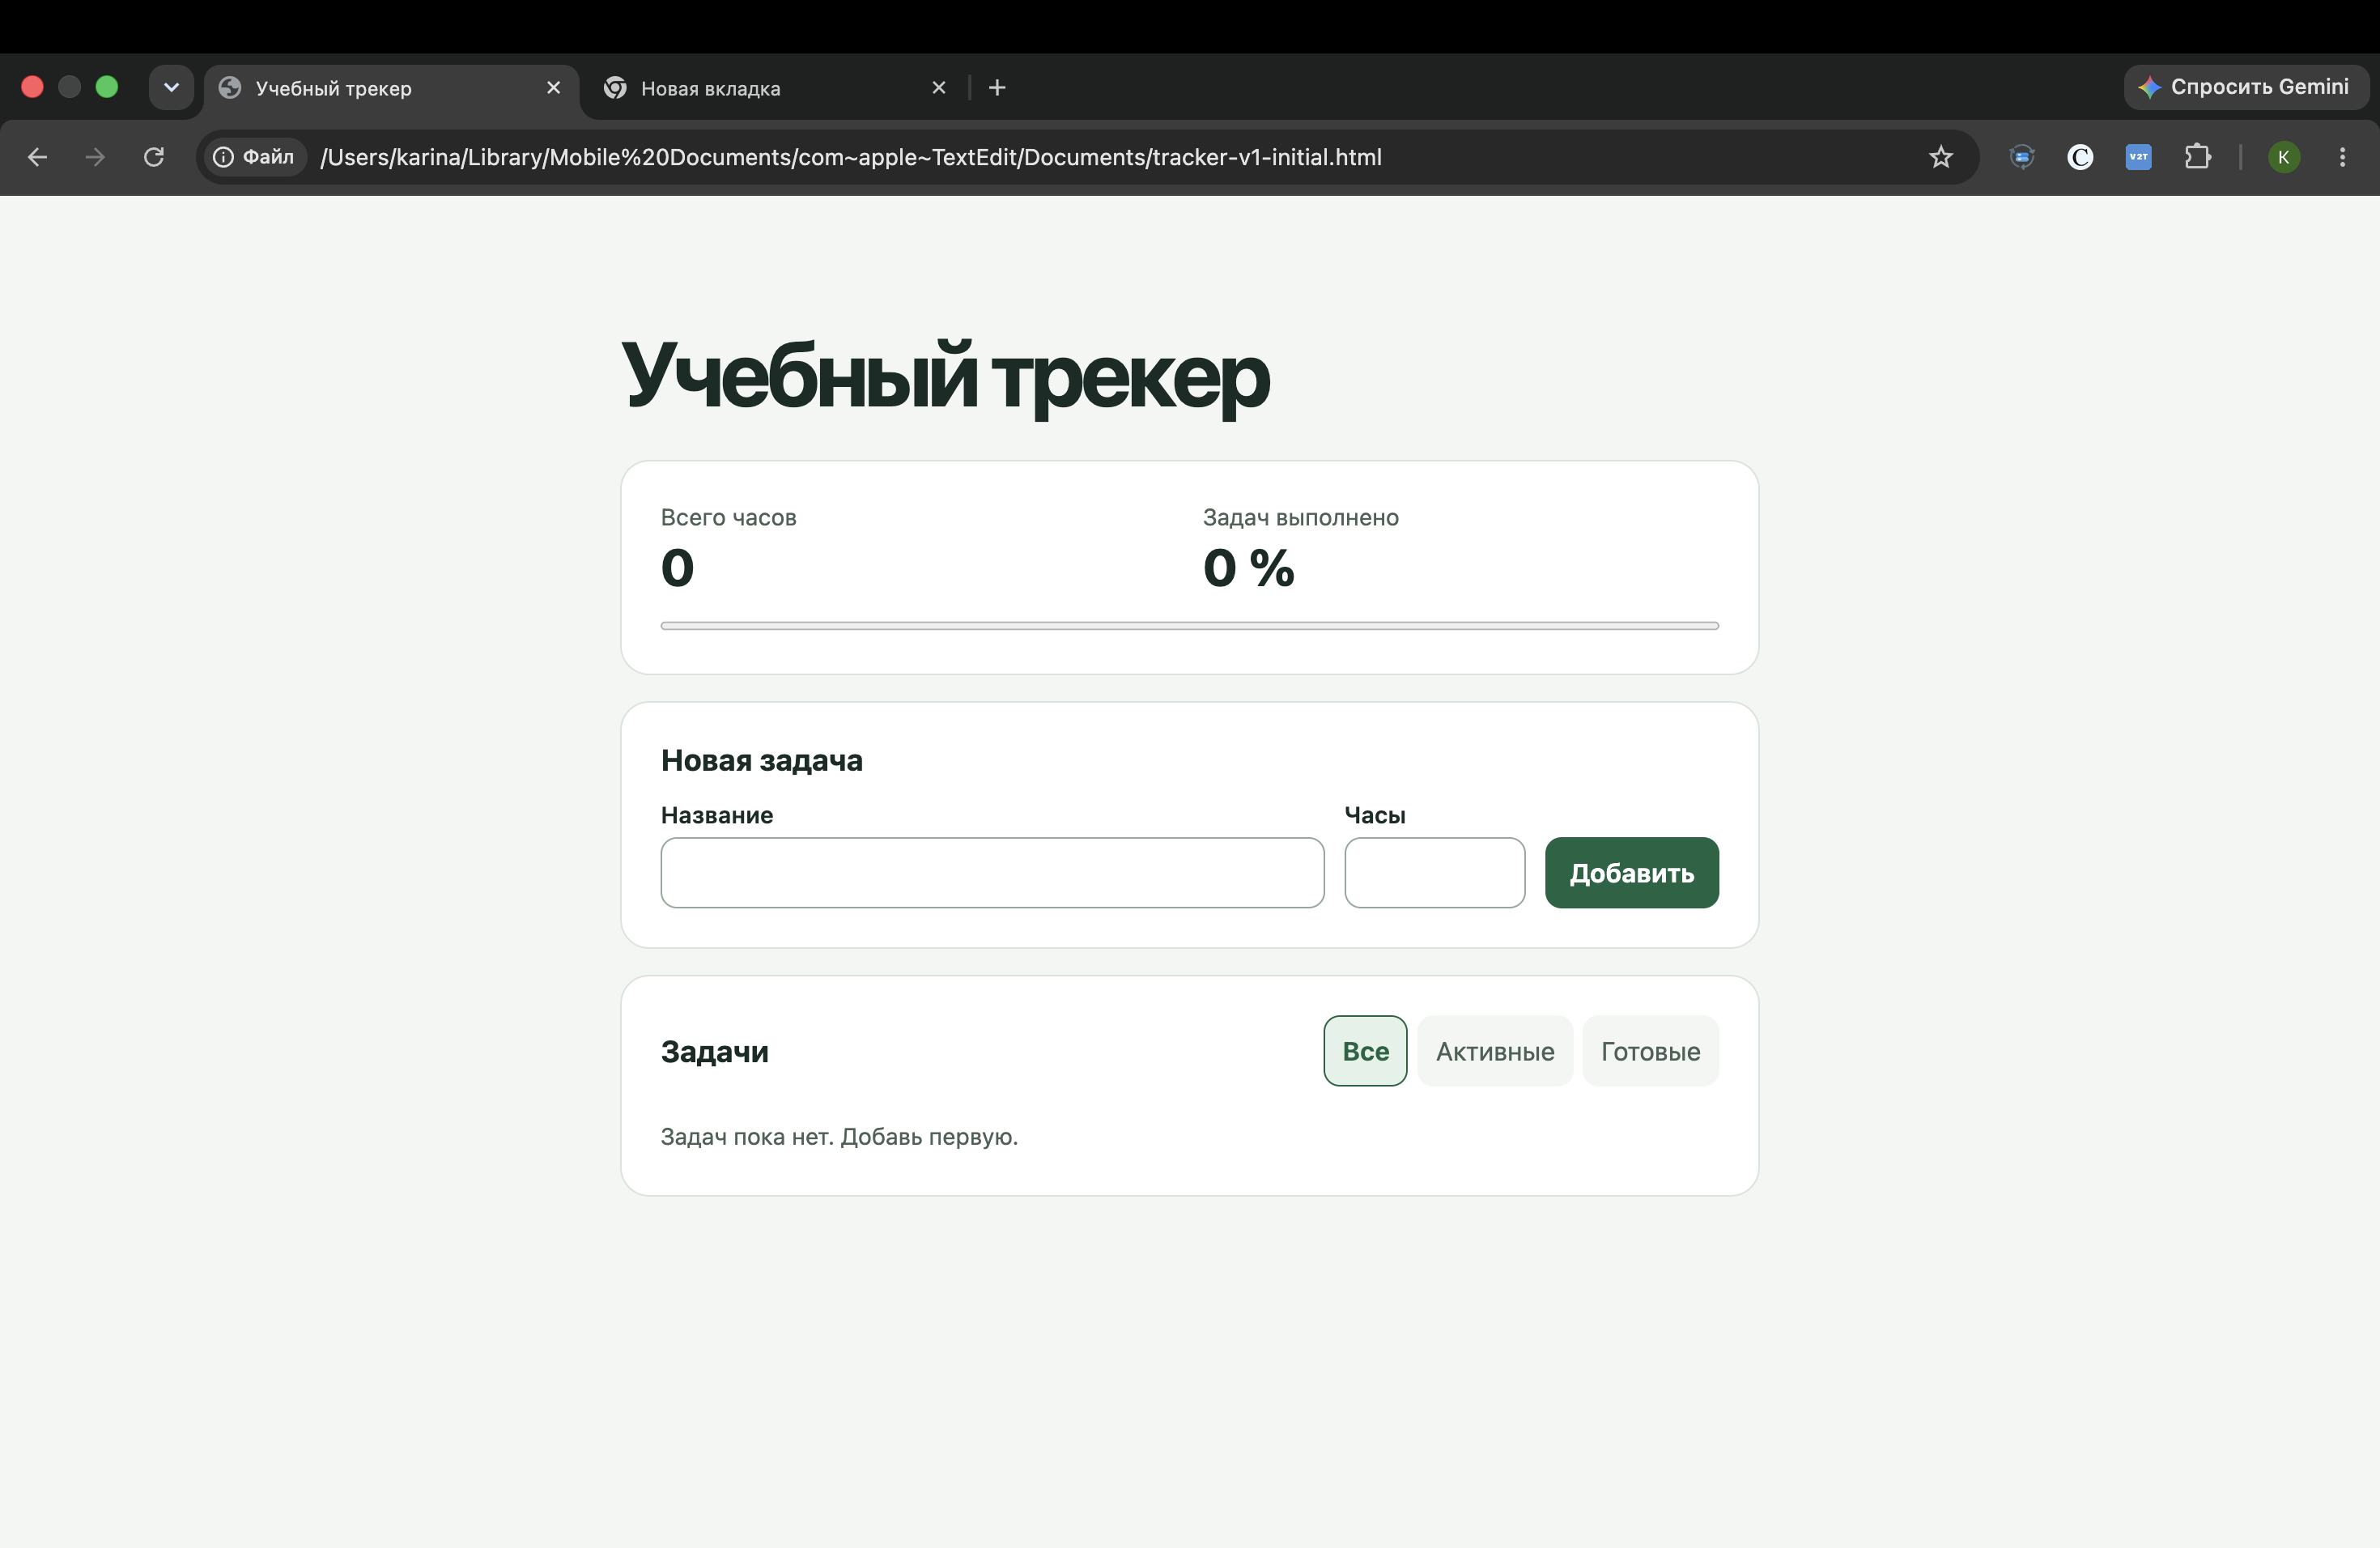 Учебный трекер
Новая вкладка
Спросить Gemini
Файл
/Users/karina/Library/Mobile%20Documents/com~apple~TextEdit/Documents/tracker-v1-initial.html
C
V2T
K
Учебный трекер
Всего часов
Задач выполнено
0
0 %
Новая задача
Название
Часы
Добавить
Задачи
Все
Активные
Готовые
Задач пока нет. Добавь первую.